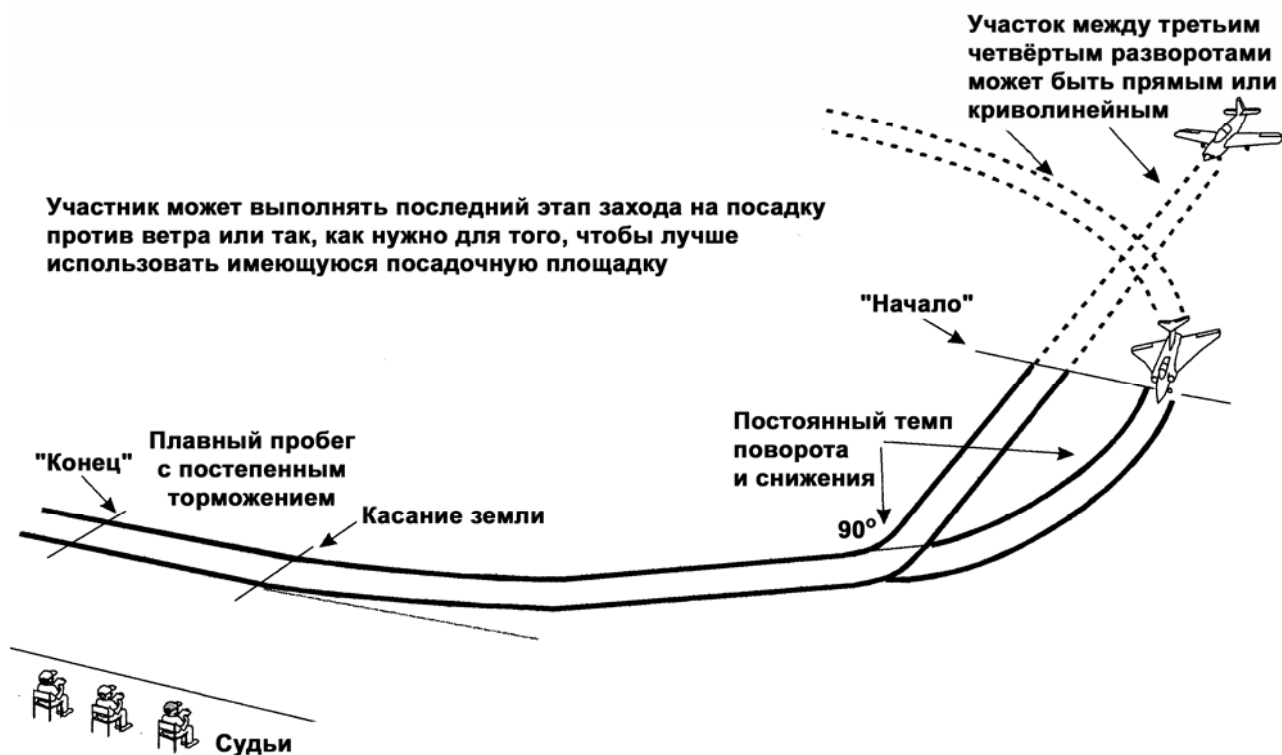 Участок между третьим
четвёртым разворотами
может быть прямым или
криволинейным
Участник может выполнять последний этап захода на посадку
против ветра или так, как нужно для того, чтобы лучше
использовать имеющуюся посадочную площадку
"Начало"
Постоянный темп
поворота
и снижения
90°
Плавный пробег
с постепенным
торможением
"Конец"
Касание земли
Судьи